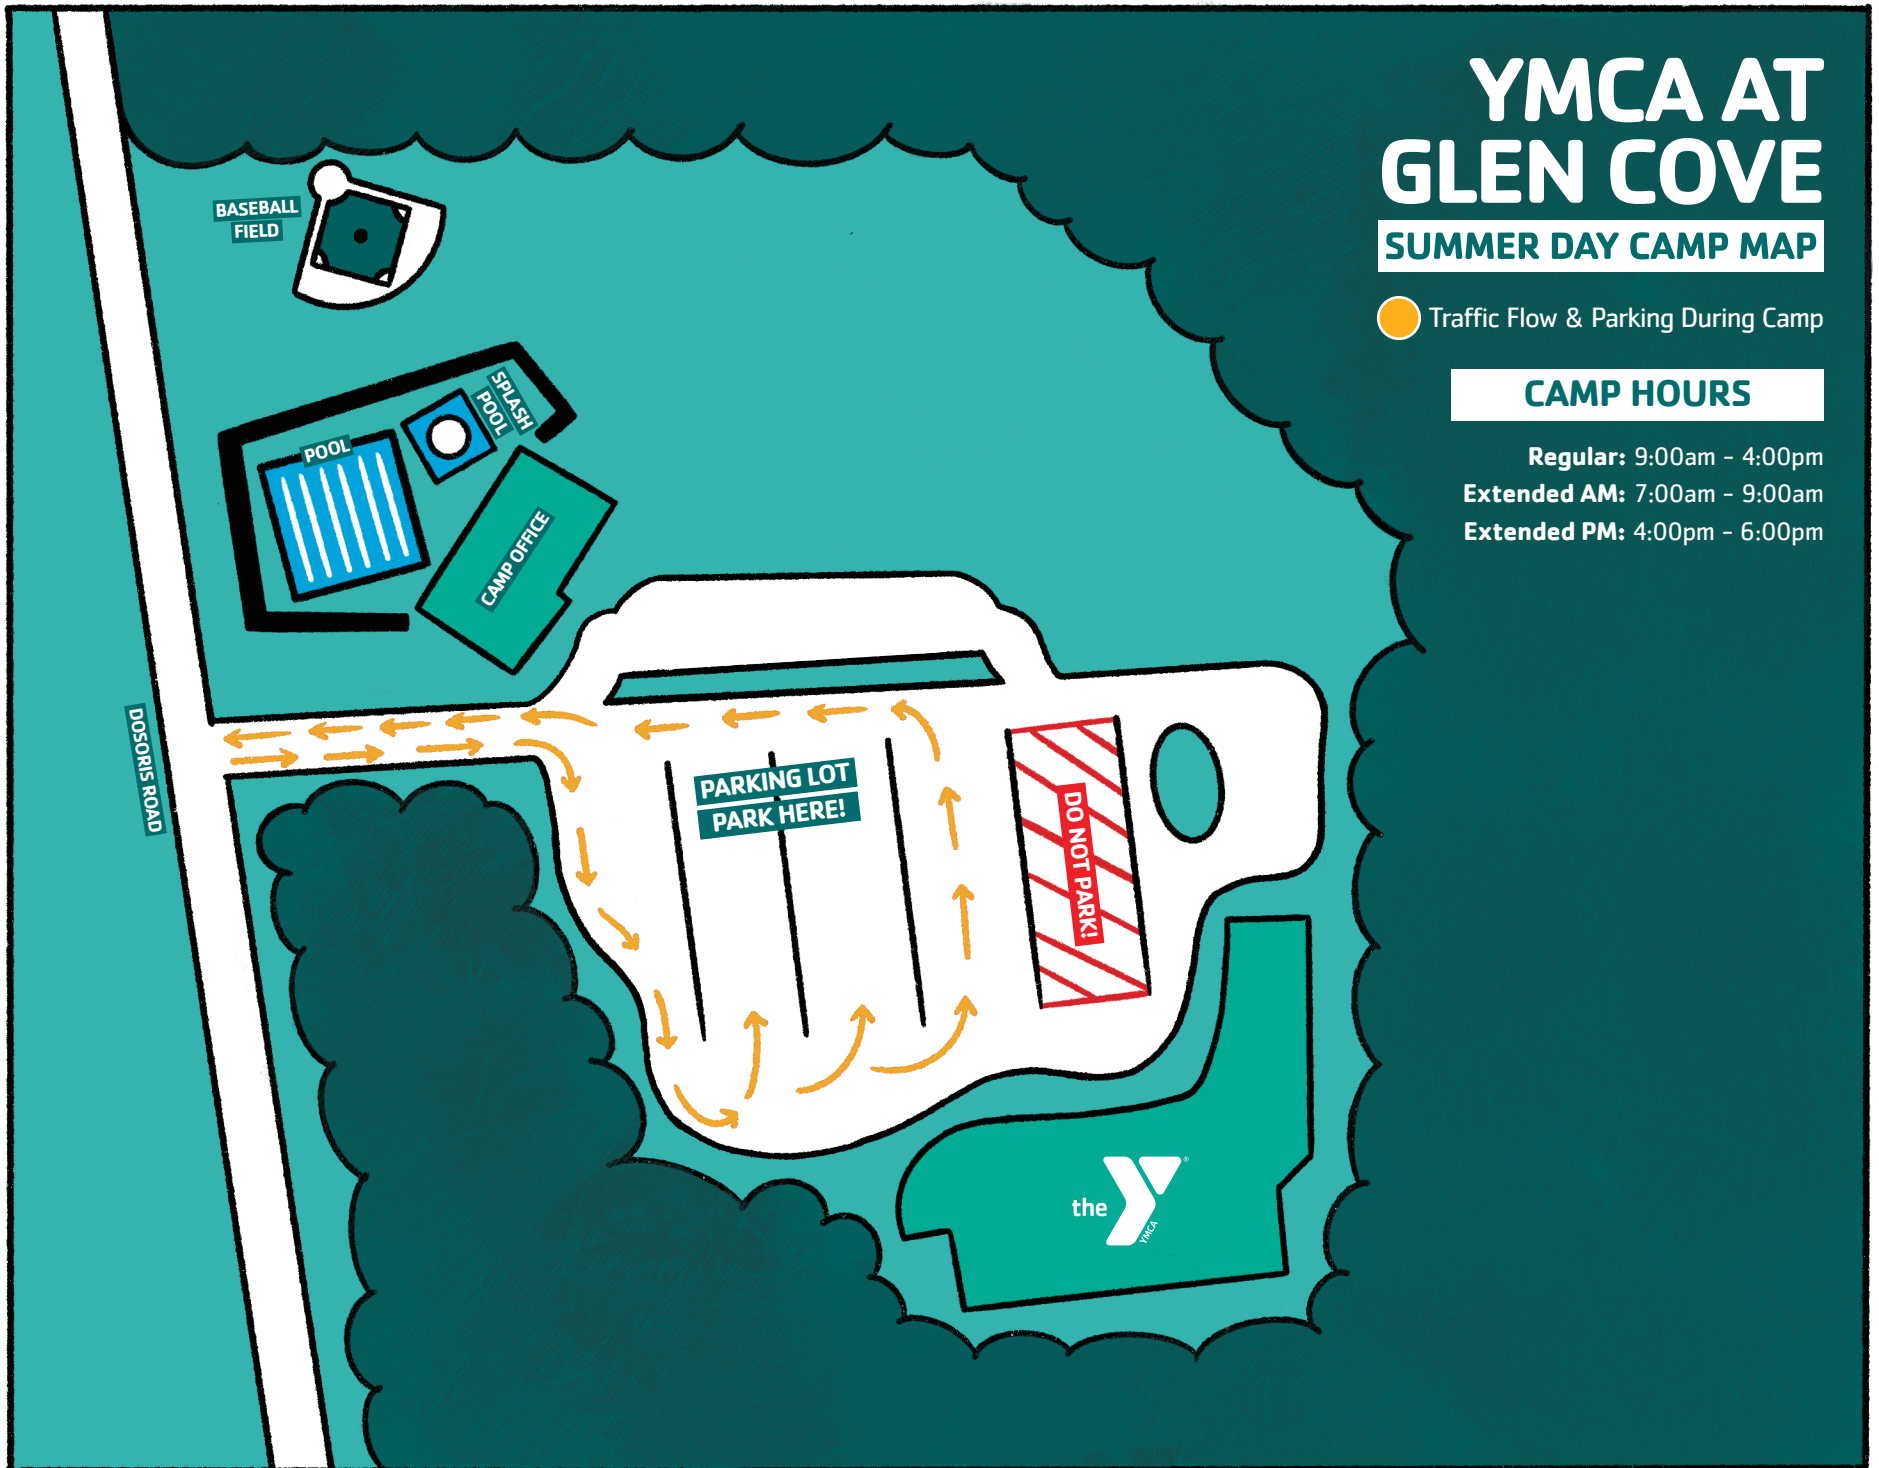 YMCA AT
GLEN COVE
SUMMER DAY CAMP MAP
Traffic Flow & Parking During Camp
CAMP HOURS
Regular: 9:00am - 4:00pm
Extended AM: 7:00am - 9:00am
Extended PM: 4:00pm - 6:00pm
BASEBALL
FIELD
SPLASH
POOL
POOL
CAMP OFFICE
DOSORIS ROAD
PARKING LOT
PARK HERE!
DO NOT PARK!
the
YMCA
®